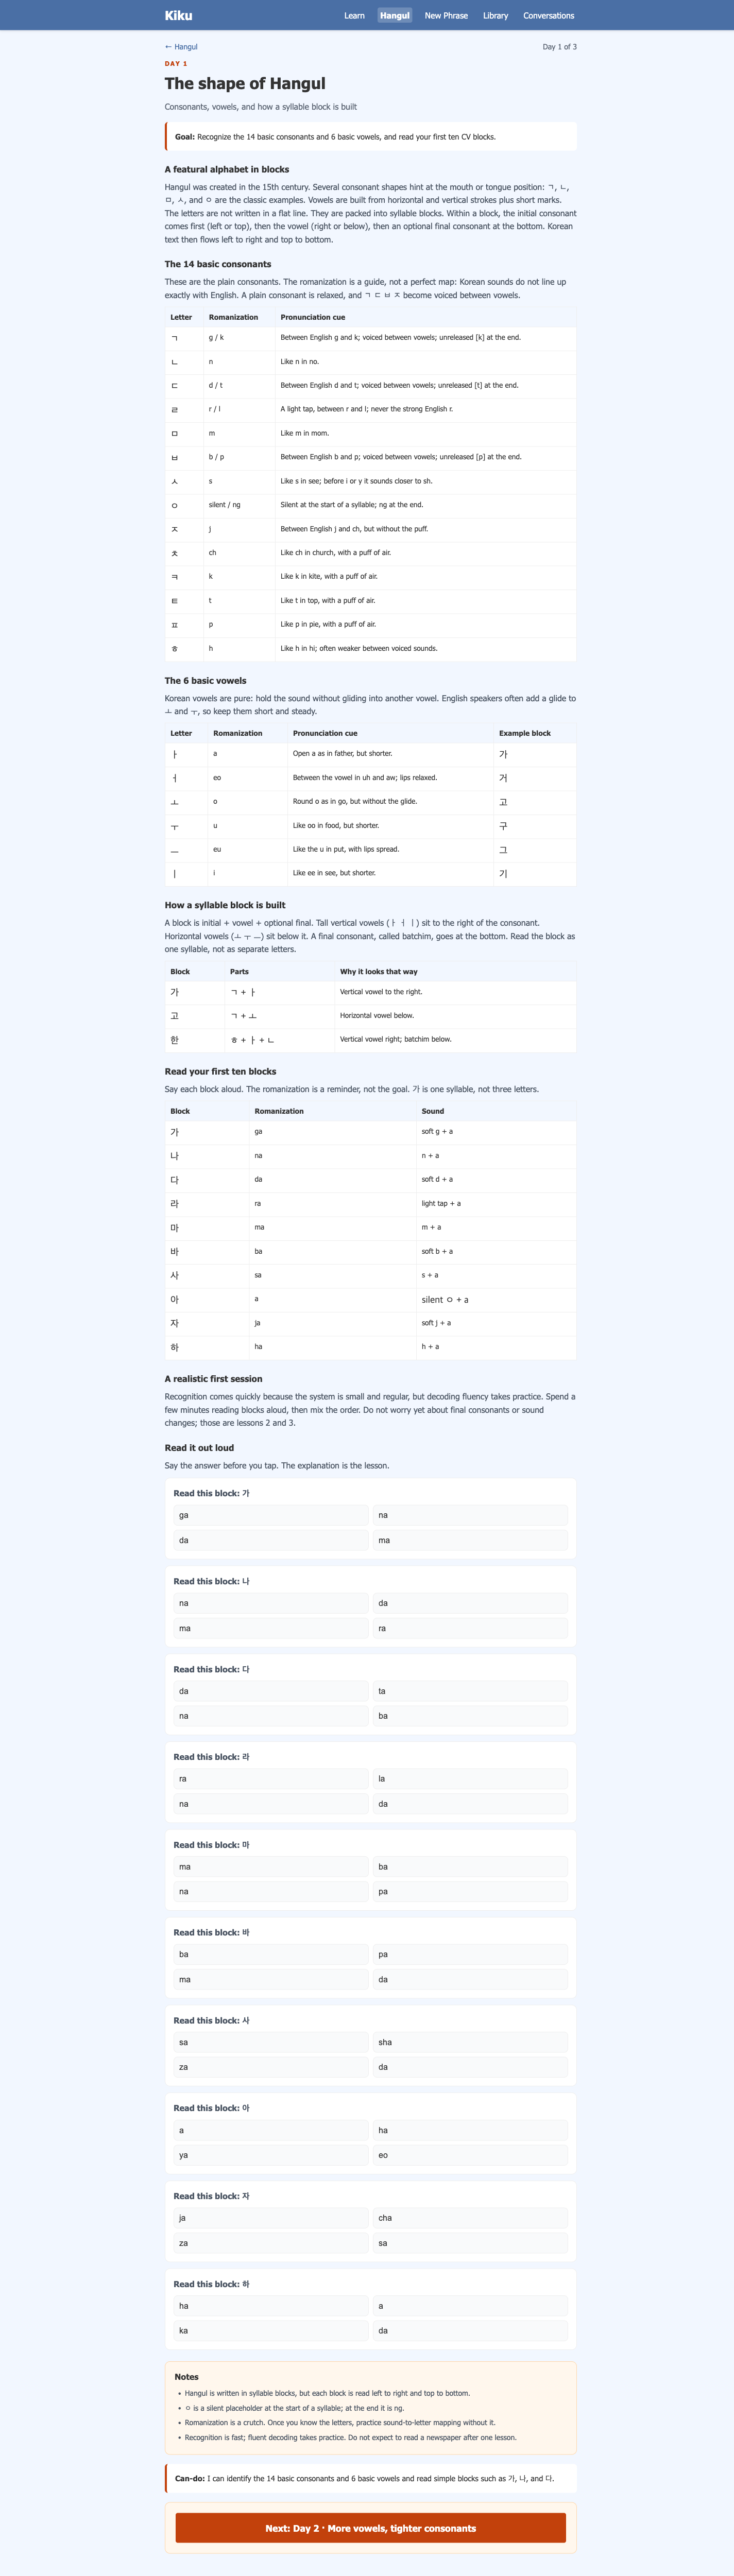 Kiku
Learn Hangul New Phrase Library Conversations
← Hangul Day 1 of 3
DAY 1
The shape of Hangul
Consonants, vowels, and how a syllable block is built
Goal: Recognize the 14 basic consonants and 6 basic vowels, and read your first ten CV blocks.
A featural alphabet in blocks
Hangul was created in the 15th century. Several consonant shapes hint at the mouth or tongue position: ㄱ, ㄴ,
ㅁ, ㅅ, and ㅇ are the classic examples. Vowels are built from horizontal and vertical strokes plus short marks.
The letters are not written in a flat line. They are packed into syllable blocks. Within a block, the initial consonant
comes first (left or top), then the vowel (right or below), then an optional final consonant at the bottom. Korean
text then flows left to right and top to bottom.
The 14 basic consonants
These are the plain consonants. The romanization is a guide, not a perfect map: Korean sounds do not line up
exactly with English. A plain consonant is relaxed, and ㄱ ㄷ ㅂ ㅈ become voiced between vowels.
Letter Romanization Pronunciation cue
ㄱ g / k Between English g and k; voiced between vowels; unreleased [k] at the end.
ㄴ n Like n in no.
ㄷ d / t Between English d and t; voiced between vowels; unreleased [t] at the end.
ㄹ r / l A light tap, between r and l; never the strong English r.
ㅁ m Like m in mom.
ㅂ b / p Between English b and p; voiced between vowels; unreleased [p] at the end.
ㅅ s Like s in see; before i or y it sounds closer to sh.
ㅇ silent / ng Silent at the start of a syllable; ng at the end.
ㅈ j Between English j and ch, but without the puff.
ㅊ ch Like ch in church, with a puff of air.
ㅋ k Like k in kite, with a puff of air.
ㅌ t Like t in top, with a puff of air.
ㅍ p Like p in pie, with a puff of air.
ㅎ h Like h in hi; often weaker between voiced sounds.
The 6 basic vowels
Korean vowels are pure: hold the sound without gliding into another vowel. English speakers often add a glide to
ㅗ and ㅜ, so keep them short and steady.
Letter Romanization Pronunciation cue Example block
ㅏ a Open a as in father, but shorter. 가
ㅓ eo Between the vowel in uh and aw; lips relaxed. 거
ㅗ o Round o as in go, but without the glide. 고
ㅜ u Like oo in food, but shorter. 구
ㅡ eu Like the u in put, with lips spread. 그
ㅣ i Like ee in see, but shorter. 기
How a syllable block is built
A block is initial + vowel + optional final. Tall vertical vowels (ㅏ ㅓ ㅣ) sit to the right of the consonant.
Horizontal vowels (ㅗ ㅜ ㅡ) sit below it. A final consonant, called batchim, goes at the bottom. Read the block as
one syllable, not as separate letters.
Block Parts Why it looks that way
가 ㄱ + ㅏ Vertical vowel to the right.
고 ㄱ + ㅗ Horizontal vowel below.
한 ㅎ + ㅏ + ㄴ Vertical vowel right; batchim below.
Read your first ten blocks
Say each block aloud. The romanization is a reminder, not the goal. 가 is one syllable, not three letters.
Block Romanization Sound
가 ga soft g + a
나 na n + a
다 da soft d + a
라 ra light tap + a
마 ma m + a
바 ba soft b + a
사 sa s + a
아 a silent ㅇ + a
자 ja soft j + a
하 ha h + a
A realistic first session
Recognition comes quickly because the system is small and regular, but decoding fluency takes practice. Spend a
few minutes reading blocks aloud, then mix the order. Do not worry yet about final consonants or sound
changes; those are lessons 2 and 3.
Read it out loud
Say the answer before you tap. The explanation is the lesson.
Read this block: 가
ga na
da ma
Read this block: 나
na da
ma ra
Read this block: 다
da ta
na ba
Read this block: 라
ra la
na da
Read this block: 마
ma ba
na pa
Read this block: 바
ba pa
ma da
Read this block: 사
sa sha
za da
Read this block: 아
a ha
ya eo
Read this block: 자
ja cha
za sa
Read this block: 하
ha a
ka da
Notes
• Hangul is written in syllable blocks, but each block is read left to right and top to bottom.
• ㅇ is a silent placeholder at the start of a syllable; at the end it is ng.
• Romanization is a crutch. Once you know the letters, practice sound-to-letter mapping without it.
• Recognition is fast; fluent decoding takes practice. Do not expect to read a newspaper after one lesson.
Can-do: I can identify the 14 basic consonants and 6 basic vowels and read simple blocks such as 가, 나, and 다.
Next: Day 2 · More vowels, tighter consonants